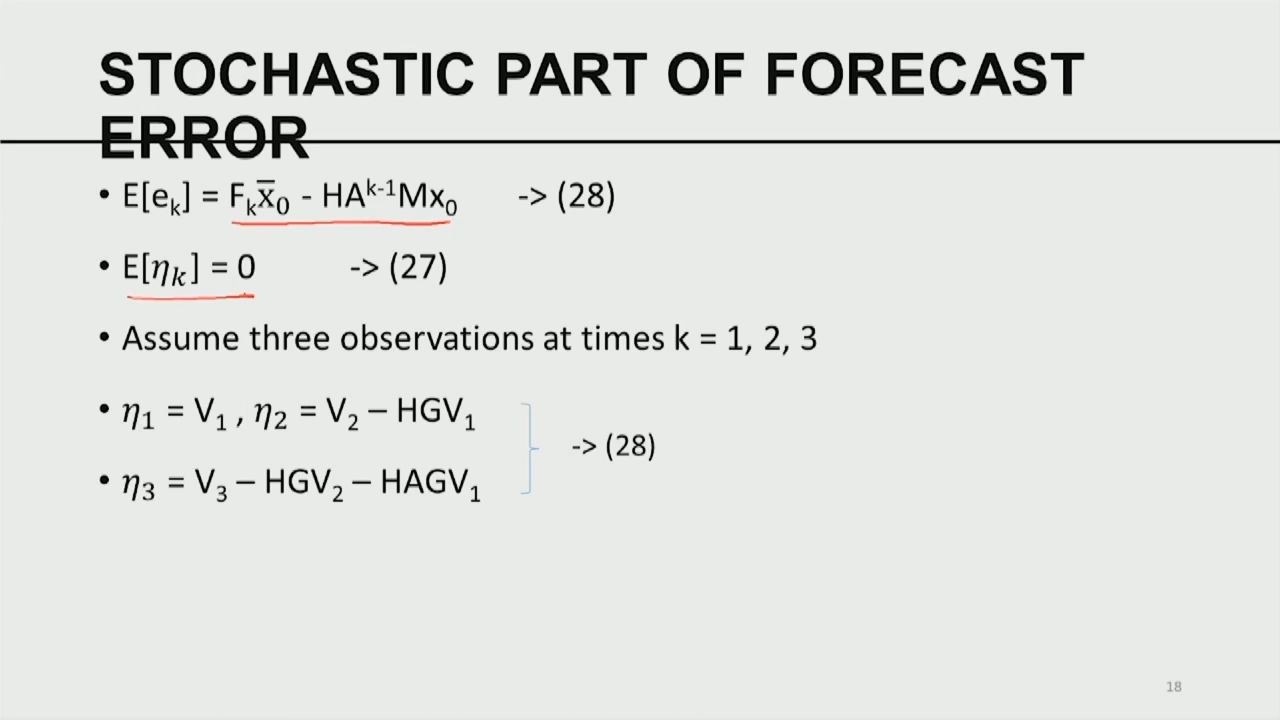 STOCHASTIC PART OF FORECAST
ERROR
• E[eₖ] = Fₖx̅₀ - HAᵏ⁻¹Mx₀ -> (28)
• E[𝜂ₖ] = 0 -> (27)
• Assume three observations at times k = 1, 2, 3
• 𝜂₁ = V₁ , 𝜂₂ = V₂ – HGV₁
-> (28)
• 𝜂₃ = V₃ – HGV₂ – HAGV₁
18